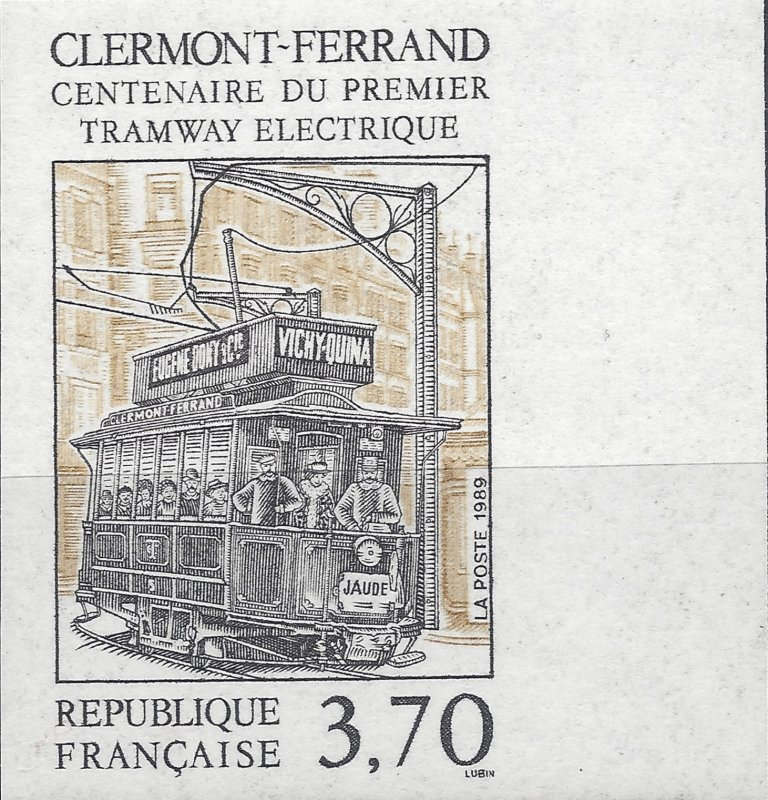 CLERMONT-FERRAND
CENTENAIRE DU PREMIER
TRAMWAY ELECTRIQUE
EUGÈNE DONY & Cie
VICHY-QUINA
CLERMONT-FERRAND
JAUDE
LA POSTE 1989
REPUBLIQUE
FRANÇAISE
3,70
LUBIN